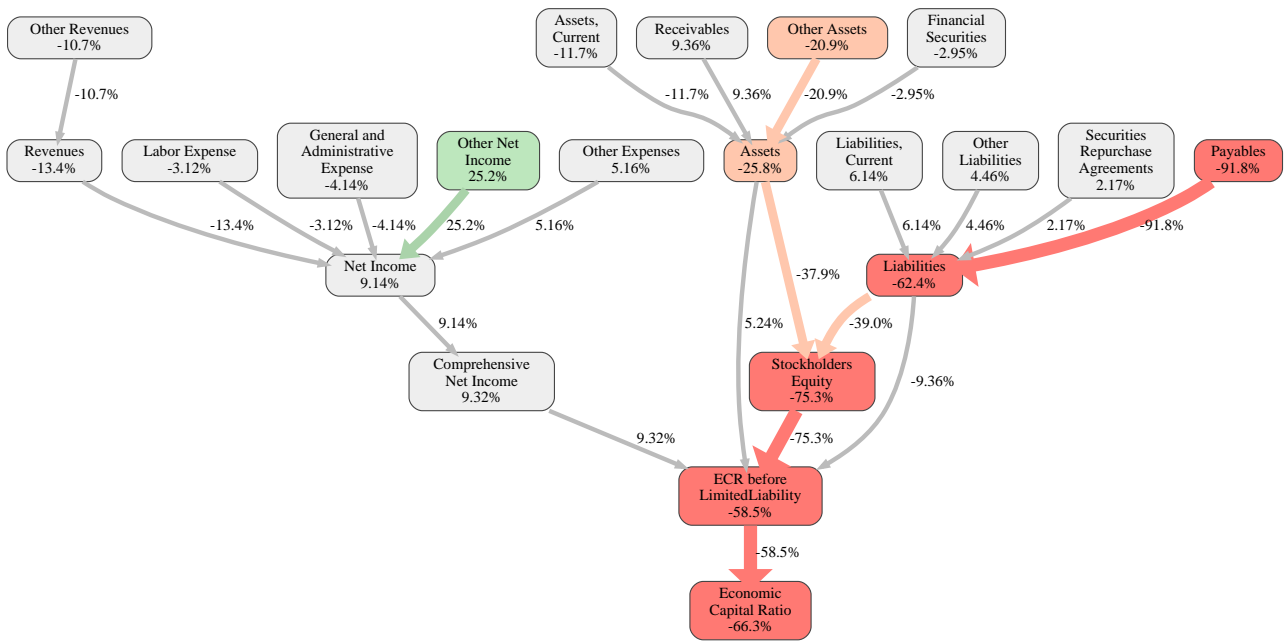 Other Revenues
-10.7%
Assets,
Current
-11.7%
Receivables
9.36%
Other Assets
-20.9%
Financial
Securities
-2.95%
-10.7%
-11.7%
9.36%
-20.9%
-2.95%
Revenues
-13.4%
Labor Expense
-3.12%
General and
Administrative
Expense
-4.14%
Other Net
Income
25.2%
Other Expenses
5.16%
Assets
-25.8%
Liabilities,
Current
6.14%
Other
Liabilities
4.46%
Securities
Repurchase
Agreements
2.17%
Payables
-91.8%
-13.4%
-3.12%
-4.14%
25.2%
5.16%
6.14%
4.46%
2.17%
-91.8%
Net Income
9.14%
-37.9%
Liabilities
-62.4%
9.14%
5.24%
-39.0%
Comprehensive
Net Income
9.32%
Stockholders
Equity
-75.3%
-9.36%
9.32%
-75.3%
ECR before
LimitedLiability
-58.5%
-58.5%
Economic
Capital Ratio
-66.3%